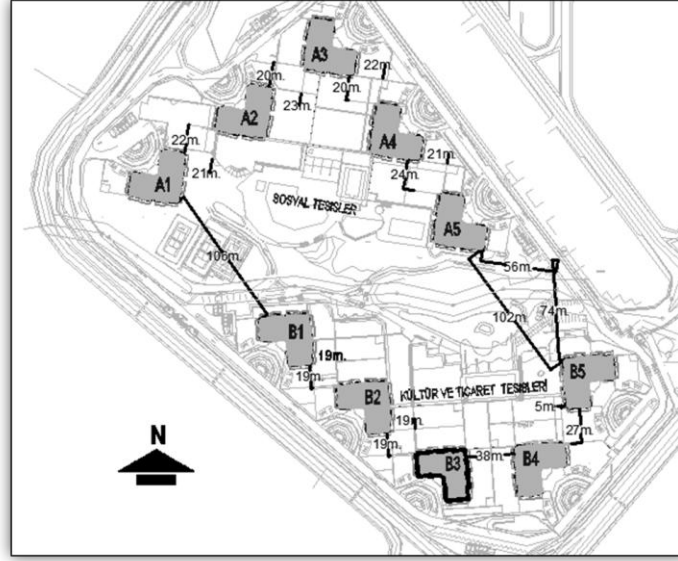 A3
22m.
20m.
20m.
23m.
A2
A4
22m.
21m.
24m.
21m.
A1
SOSYAL TESİSLER
A5
106m.
56m.
102m.
74m.
B1
19m.
19m.
B5
KÜLTÜR VE TİCARET TESİSLERİ
B2
5m.
19m.
27m.
19m.
N
B3
38m.
B4